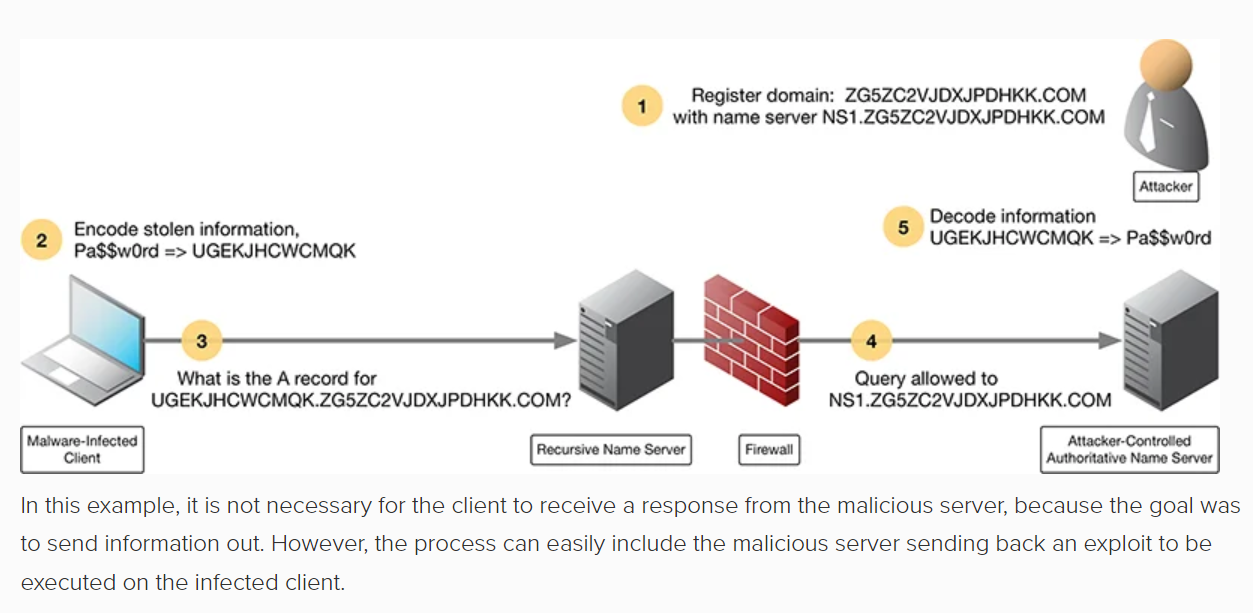 1
Register domain: ZG5ZC2VJDXJPDHKK.COM
with name server NS1.ZG5ZC2VJDXJPDHKK.COM
Attacker
2
Encode stolen information,
Pa$$w0rd => UGEKJHCWCMQK
5
Decode information
UGEKJHCWCMQK => Pa$$w0rd
3
What is the A record for
UGEKJHCWCMQK.ZG5ZC2VJDXJPDHKK.COM?
4
Query allowed to
NS1.ZG5ZC2VJDXJPDHKK.COM
Malware-Infected
Client
Recursive Name Server
Firewall
Attacker-Controlled
Authoritative Name Server
In this example, it is not necessary for the client to receive a response from the malicious server, because the goal was
to send information out. However, the process can easily include the malicious server sending back an exploit to be
executed on the infected client.